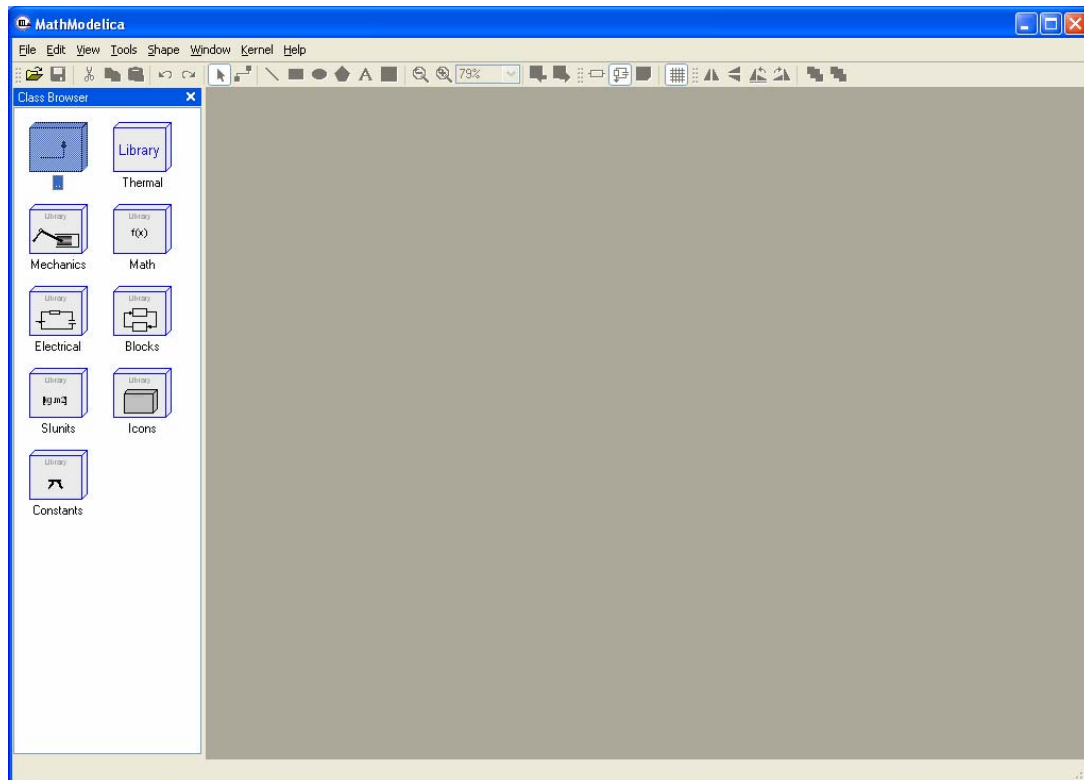 MathModelica
File Edit View Tools Shape Window Kernel Help
A 79%
Class Browser
Library
.. Thermal
Library Library
f(x)
Mechanics Math
Library Library
Electrical Blocks
Library Library
SIunits Icons
Library
π
Constants